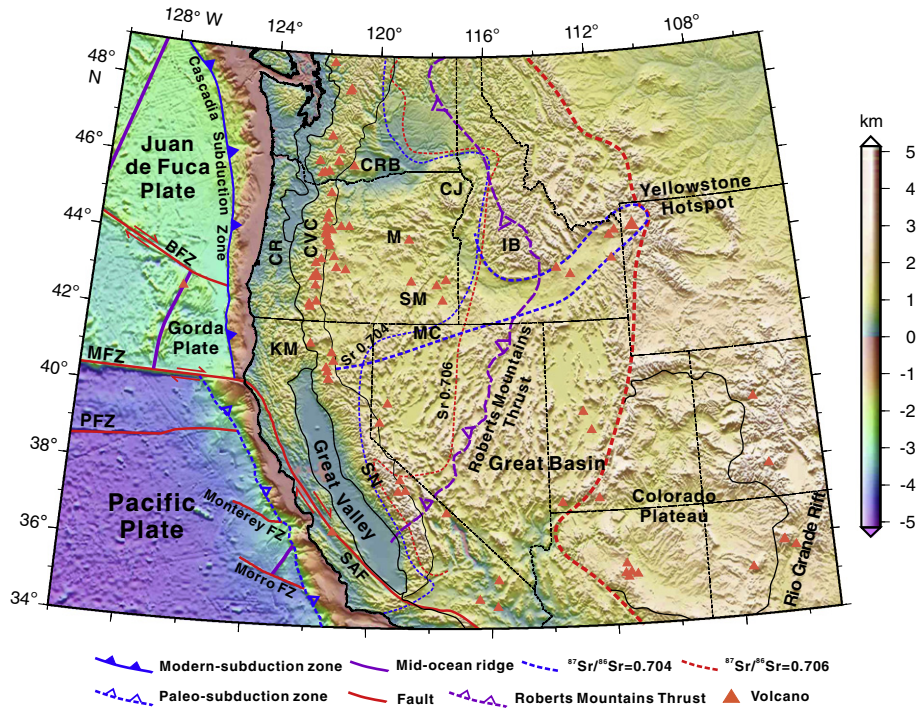 128° W
124°
120°
116°
112°
108°
48°
N
46°
44°
42°
40°
38°
36°
34°
Cascadia Subduction Zone
Juan
de Fuca
Plate
BFZ
Gorda
Plate
MFZ
PFZ
Pacific
Plate
Monterey FZ
Morro FZ
CR
CVC
CRB
CJ
M
IB
SM
MC
KM
Sr 0.704
Sr 0.706
Roberts Mountains
Thrust
Yellowstone
Hotspot
Great Valley
SN
SAF
Great Basin
Colorado
Plateau
Rio Grande Rift
km
5
4
3
2
1
0
-0
-1
-2
-3
-4
-5
Modern-subduction zone
Mid-ocean ridge
⁸⁷Sr/⁸⁶Sr=0.704
⁸⁷Sr/⁸⁶Sr=0.706
Paleo-subduction zone
Fault
Roberts Mountains Thrust
Volcano